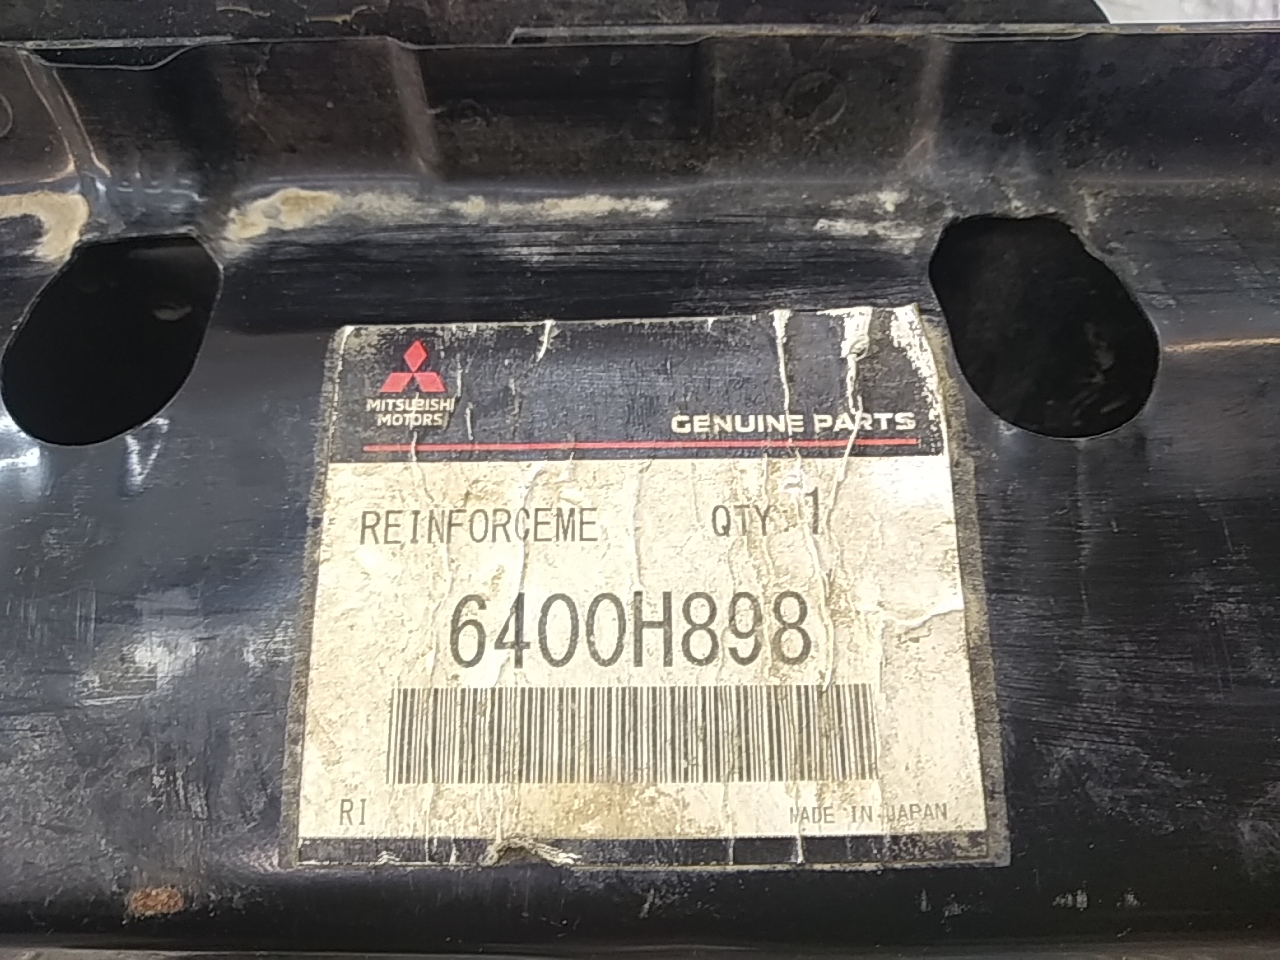 MITSUBISHI
MOTORS
GENUINE PARTS
REINFORCEME QTY 1
6400H898
RI MADE IN JAPAN